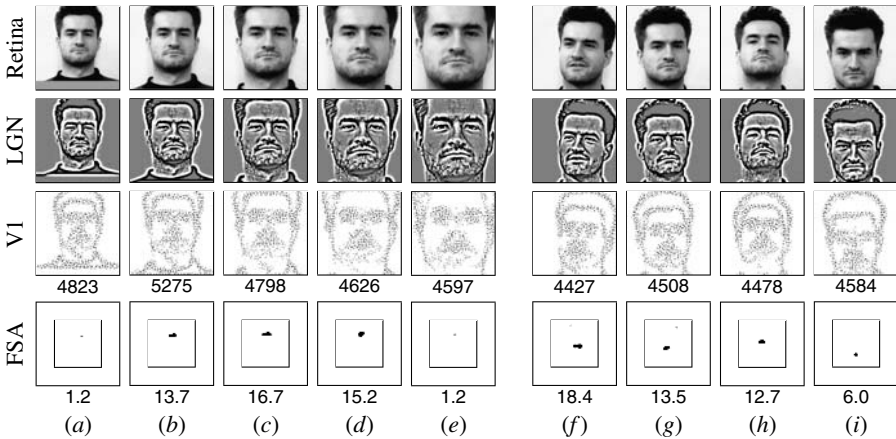 Retina
LGN
V1
4823 5275 4798 4626 4597 4427 4508 4478 4584
FSA
1.2 13.7 16.7 15.2 1.2 18.4 13.5 12.7 6.0
(a) (b) (c) (d) (e) (f) (g) (h) (i)